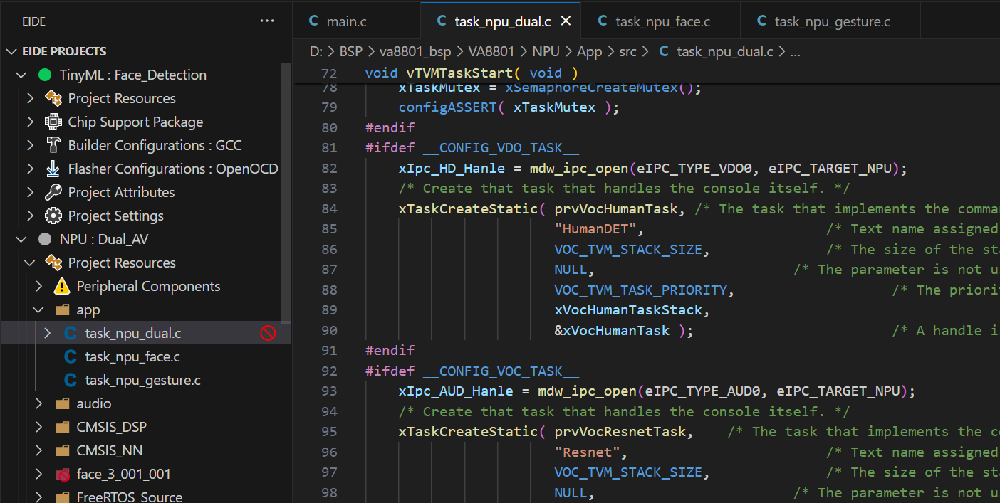 EIDE
EIDE PROJECTS
TinyML : Face_Detection
Project Resources
Chip Support Package
Builder Configurations : GCC
Flasher Configurations : OpenOCD
Project Attributes
Project Settings
NPU : Dual_AV
Project Resources
Peripheral Components
app
task_npu_dual.c
task_npu_face.c
task_npu_gesture.c
audio
CMSIS_DSP
CMSIS_NN
face_3_001_001
FreeRTOS_Source
main.c
task_npu_dual.c
task_npu_face.c
task_npu_gesture.c
D: > BSP > va8801_bsp > VA8801 > NPU > App > src > C task_npu_dual.c > ...
72 void vTVMTaskStart( void )
78 xTaskMutex = xSemaphoreCreateMutex();
79 configASSERT( xTaskMutex );
80 #endif
81 #ifdef __CONFIG_VDO_TASK__
82 xIpc_HD_Hanle = mdw_ipc_open(eIPC_TYPE_VDO0, eIPC_TARGET_NPU);
83 /* Create that task that handles the console itself. */
84 xTaskCreateStatic( prvVocHumanTask, /* The task that implements the comma
85 "HumanDET", /* Text name assigned
86 VOC_TVM_STACK_SIZE, /* The size of the st
87 NULL, /* The parameter is not u
88 VOC_TVM_TASK_PRIORITY, /* The priori
89 xVocHumanTaskStack,
90 &xVocHumanTask ); /* A handle i
91 #endif
92 #ifdef __CONFIG_VOC_TASK__
93 xIpc_AUD_Hanle = mdw_ipc_open(eIPC_TYPE_AUD0, eIPC_TARGET_NPU);
94 /* Create that task that handles the console itself. */
95 xTaskCreateStatic( prvVocResnetTask, /* The task that implements the c
96 "Resnet", /* Text name assigned
97 VOC_TVM_STACK_SIZE, /* The size of the st
98 NULL, /* The parameter is not u